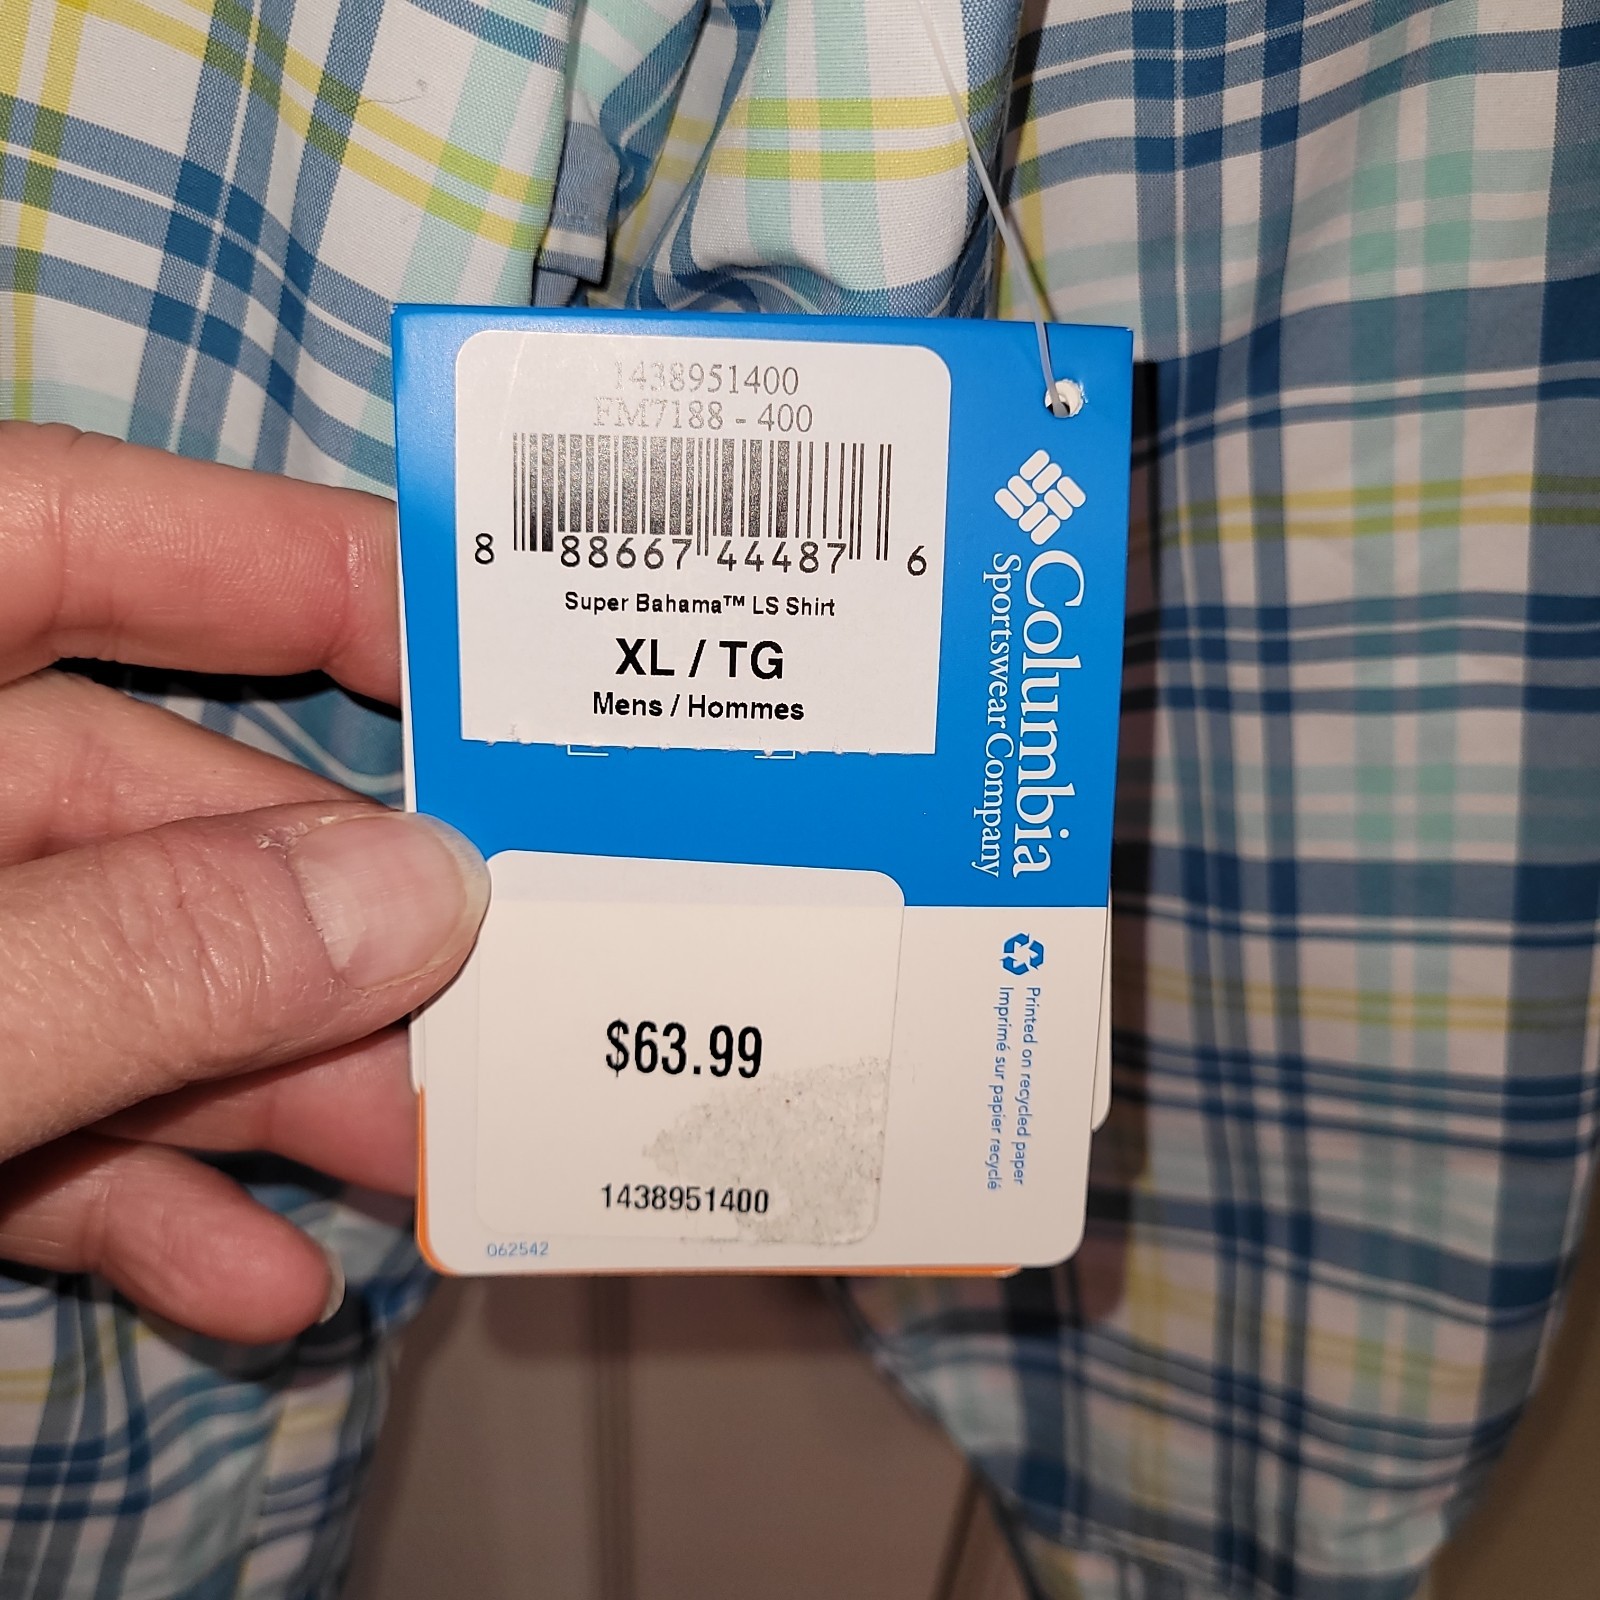 1438951400
FM7188 - 400
8 88667 44487 6
Super Bahama™ LS Shirt
XL / TG
Mens / Hommes
Columbia
Sportswear Company
$63.99
1438951400
062542
Printed on recycled paper
Imprimé sur papier recyclé